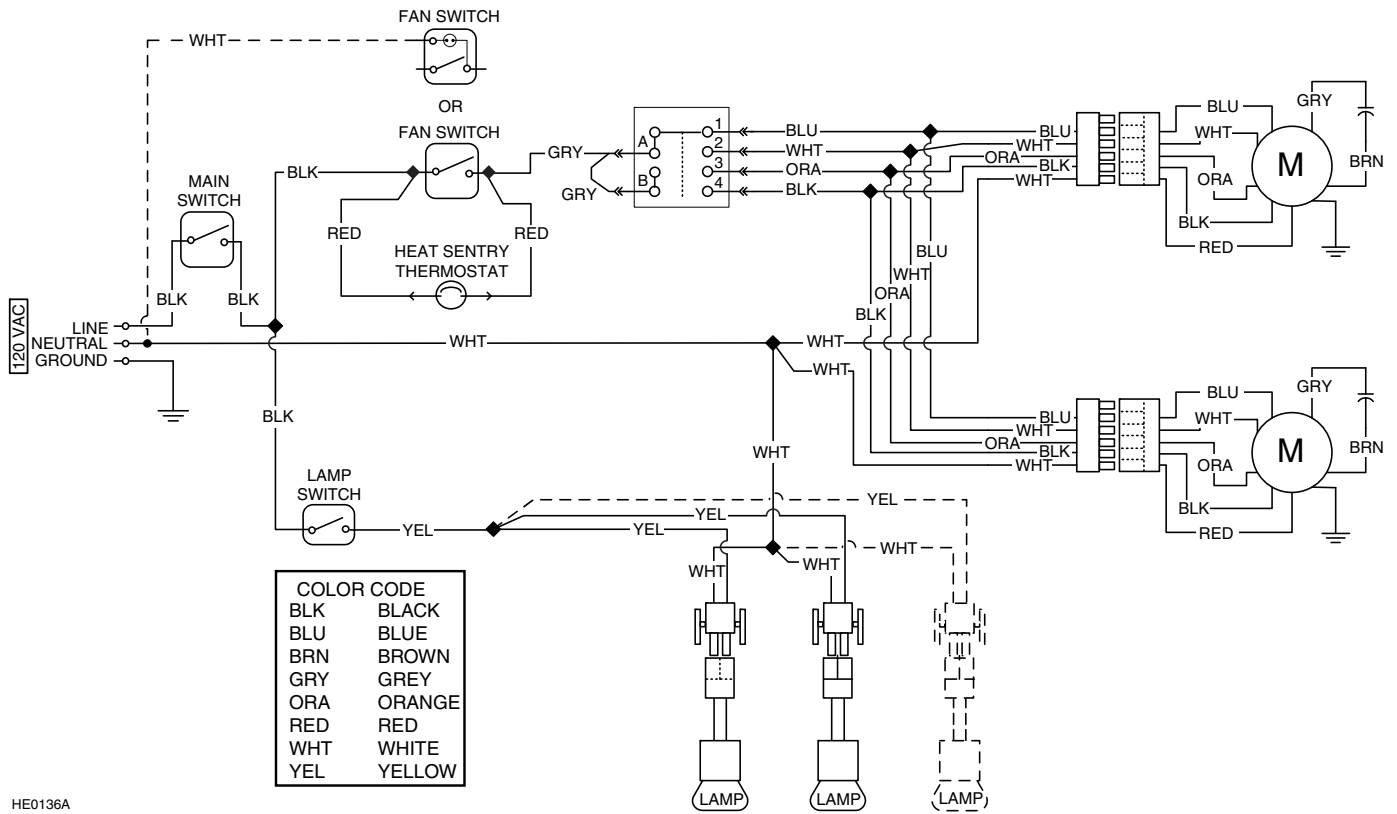 FAN SWITCH
WHT
OR
FAN SWITCH
BLK
GRY
GRY
A
B
1
2
3
4
BLU
WHT
ORA
BLK
BLU
WHT
ORA
BLK
WHT
BLU
WHT
ORA
BLK
RED
M
GRY
BRN
MAIN
SWITCH
BLK
BLK
RED
RED
HEAT SENTRY
THERMOSTAT
BLU
WHT
ORA
BLK
120 VAC
LINE
NEUTRAL
GROUND
WHT
WHT
WHT
BLK
WHT
BLU
WHT
ORA
BLK
WHT
BLU
WHT
ORA
BLK
RED
M
GRY
BRN
LAMP
SWITCH
YEL
YEL
YEL
YEL
WHT
WHT
WHT
COLOR CODE
BLK BLACK
BLU BLUE
BRN BROWN
GRY GREY
ORA ORANGE
RED RED
WHT WHITE
YEL YELLOW
LAMP
LAMP
LAMP
HE0136A